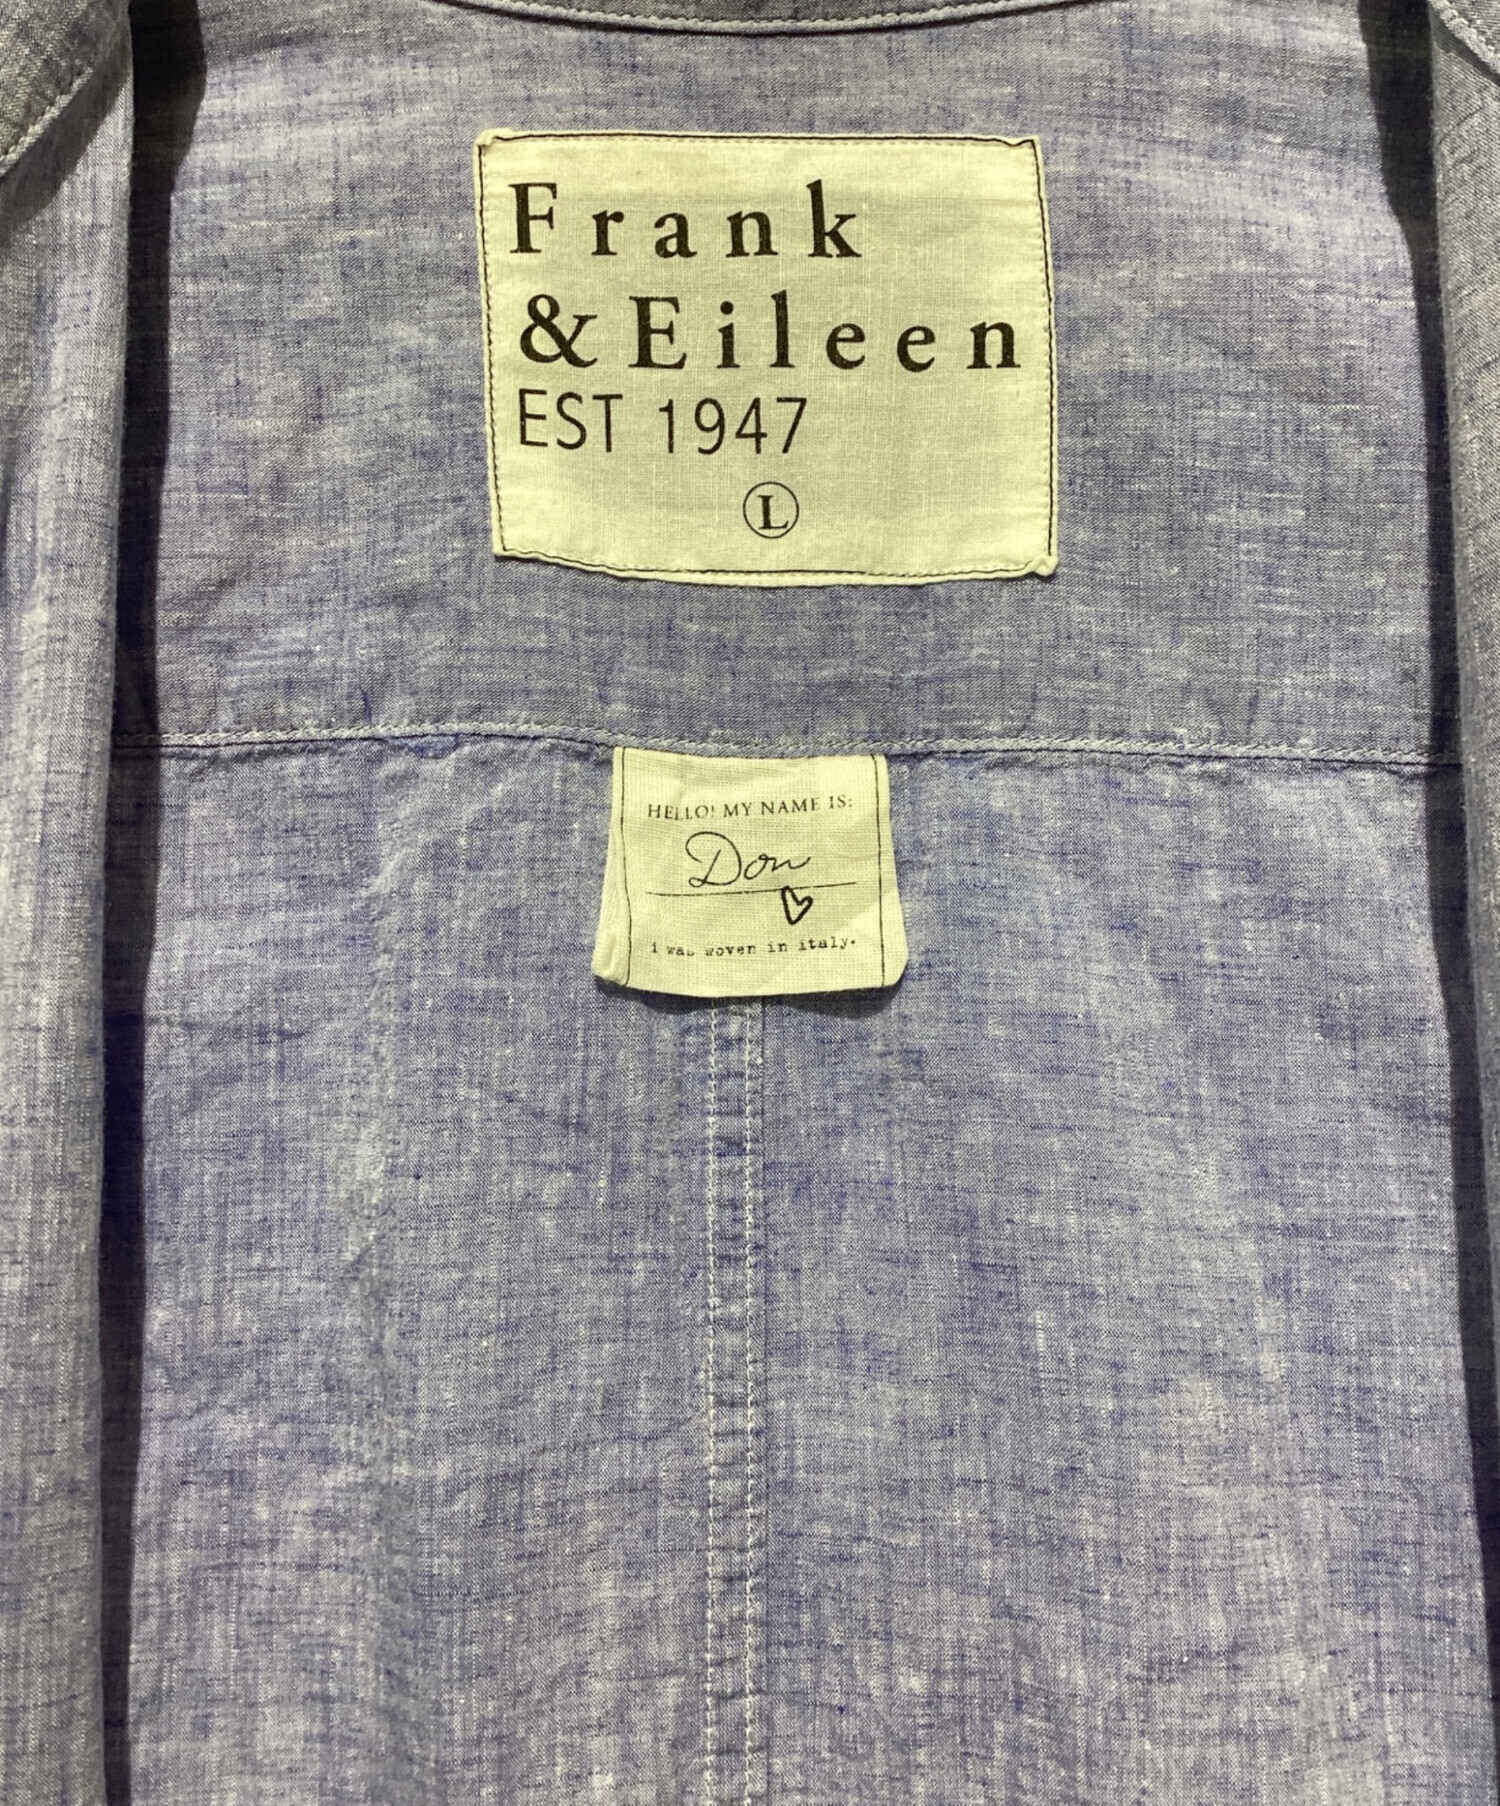 Frank
& Eileen
EST 1947
L
HELLO! MY NAME IS:
Don
i was woven in italy.